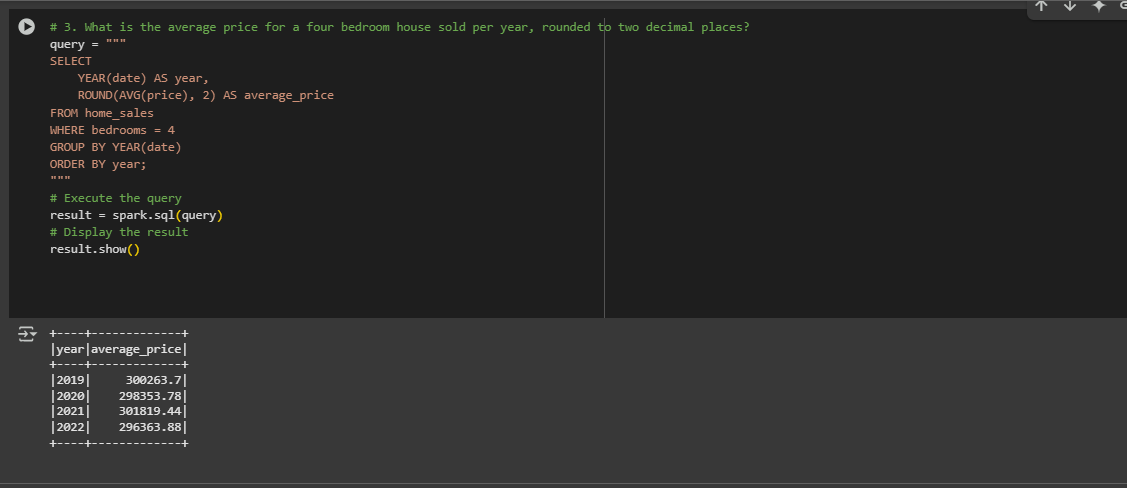 # 3. What is the average price for a four bedroom house sold per year, rounded to two decimal places?
query = """
SELECT
    YEAR(date) AS year,
    ROUND(AVG(price), 2) AS average_price
FROM home_sales
WHERE bedrooms = 4
GROUP BY YEAR(date)
ORDER BY year;
"""
# Execute the query
result = spark.sql(query)
# Display the result
result.show()
+----+-------------+
|year|average_price|
+----+-------------+
|2019|     300263.7|
|2020|    298353.78|
|2021|    301819.44|
|2022|    296363.88|
+----+-------------+